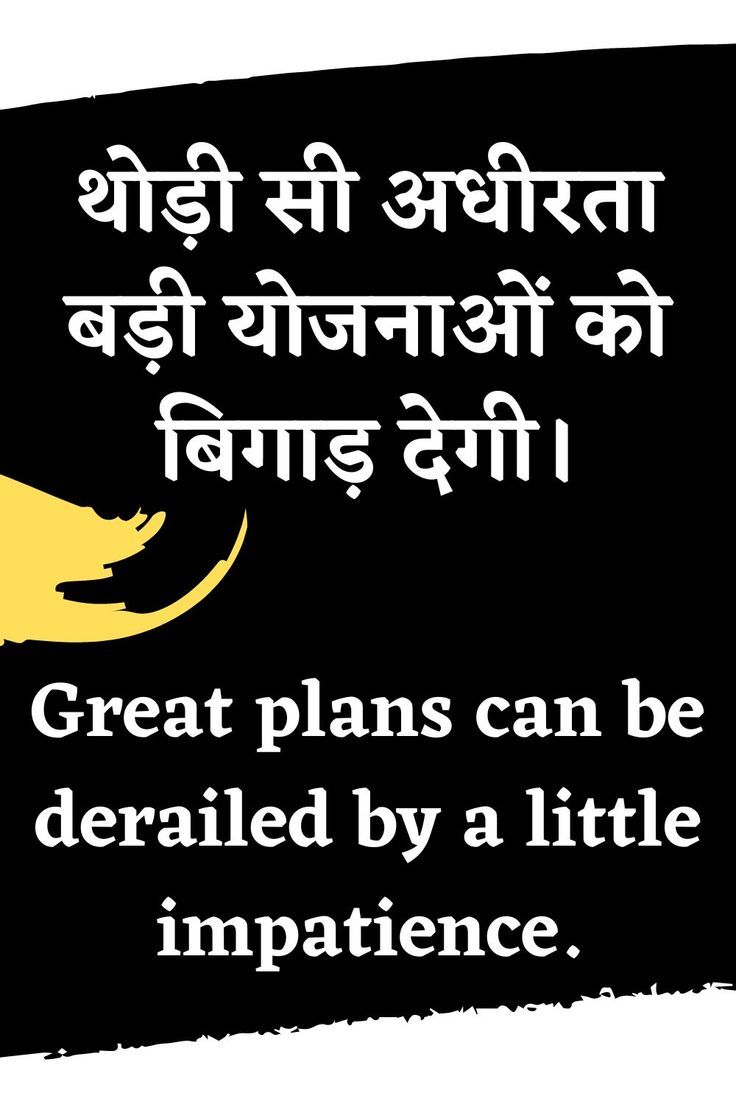 थोड़ी सी अधीरता
बड़ी योजनाओं को
बिगाड़ देगी।
Great plans can be
derailed by a little
impatience.